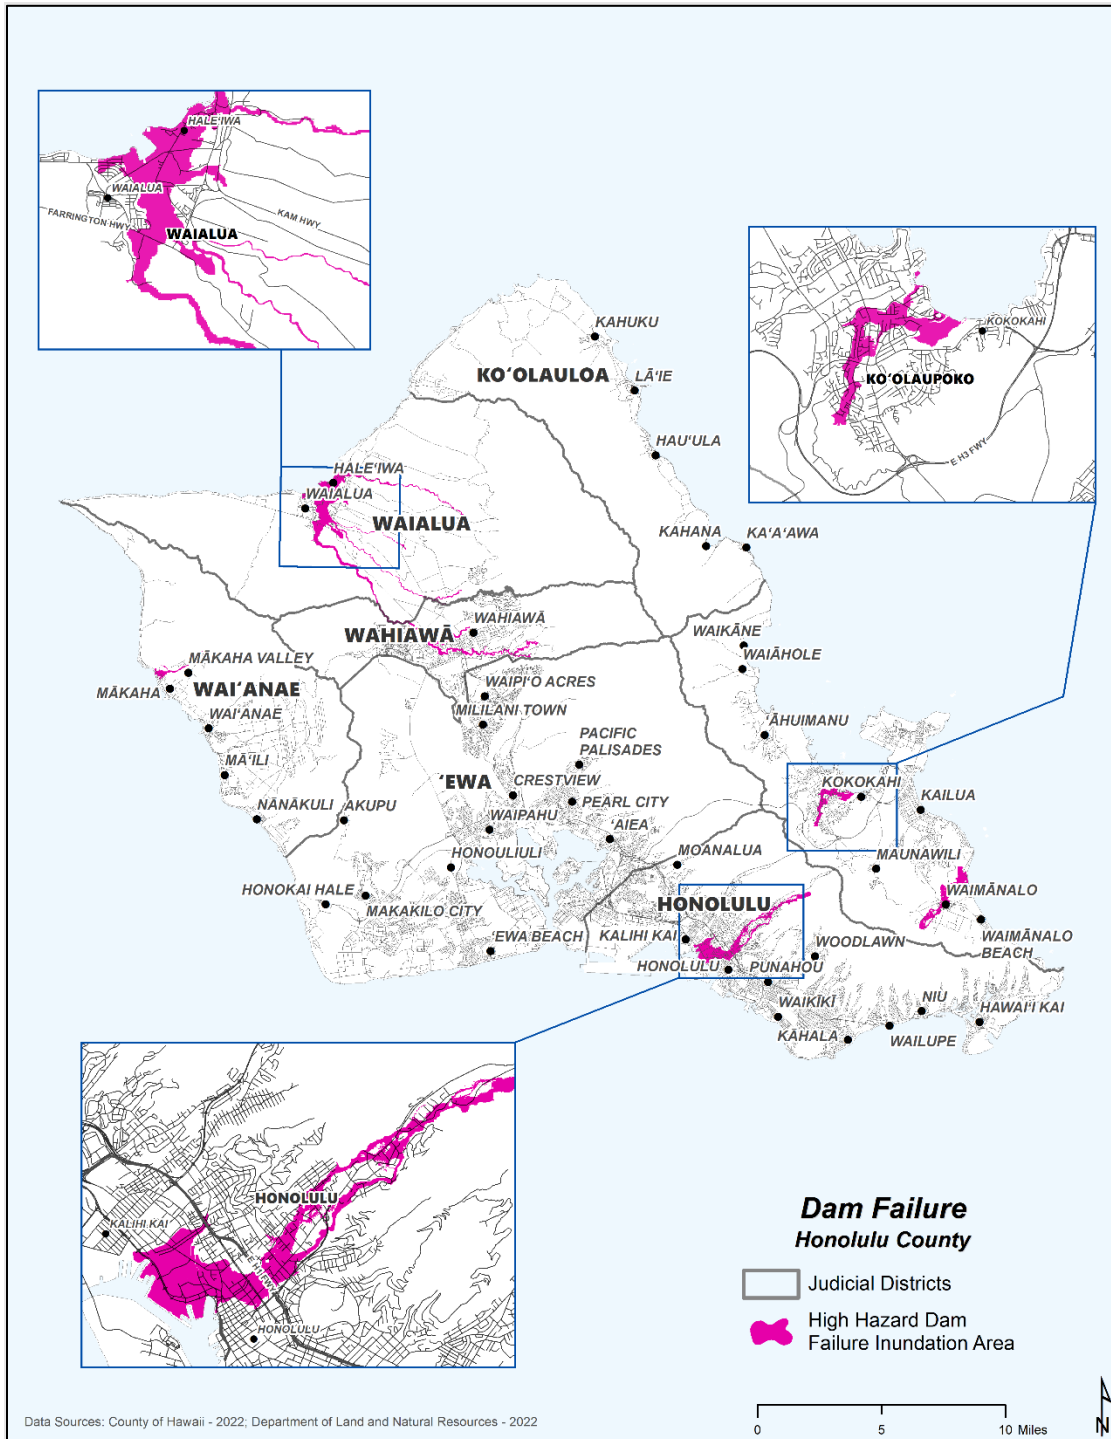 HALE‘IWA
WAIALUA
FARRINGTON HWY
KAM HWY
WAIALUA
KOKOKAHI
KO‘OLAUPOKO
E H3 FWY
KAHUKU
KO‘OLAULOA
LĀ‘IE
HAU‘ULA
HALE‘IWA
WAIALUA
WAIALUA
KAHANA
KA‘A‘AWA
WAHIAWĀ
WAHIAWĀ
WAIKĀNE
WAIĀHOLE
MĀKAHA VALLEY
MĀKAHA
WAI‘ANAE
WAI‘ANAE
WAIPI‘O ACRES
MILILANI TOWN
‘ĀHUIMANU
PACIFIC
PALISADES
MĀ‘ILI
‘EWA
CRESTVIEW
KOKOKAHI
KAILUA
NĀNĀKULI
AKUPU
PEARL CITY
WAIPAHU
‘AIEA
HONOULIULI
MOANALUA
MAUNAWILI
HONOKAI HALE
MAKAKILO CITY
HONOLULU
WAIMĀNALO
KALIHI KAI
WAIMĀNALO
BEACH
‘EWA BEACH
WOODLAWN
HONOLULU
PUNAHOU
WAIKĪKĪ
NIU
HAWAI‘I KAI
KĀHALA
WAILUPE
HONOLULU
KALIHI KAI
H1 HWY
HONOLULU
Dam Failure
Honolulu County
Judicial Districts
High Hazard Dam
Failure Inundation Area
Data Sources: County of Hawaii - 2022; Department of Land and Natural Resources - 2022
0 5 10 Miles
N